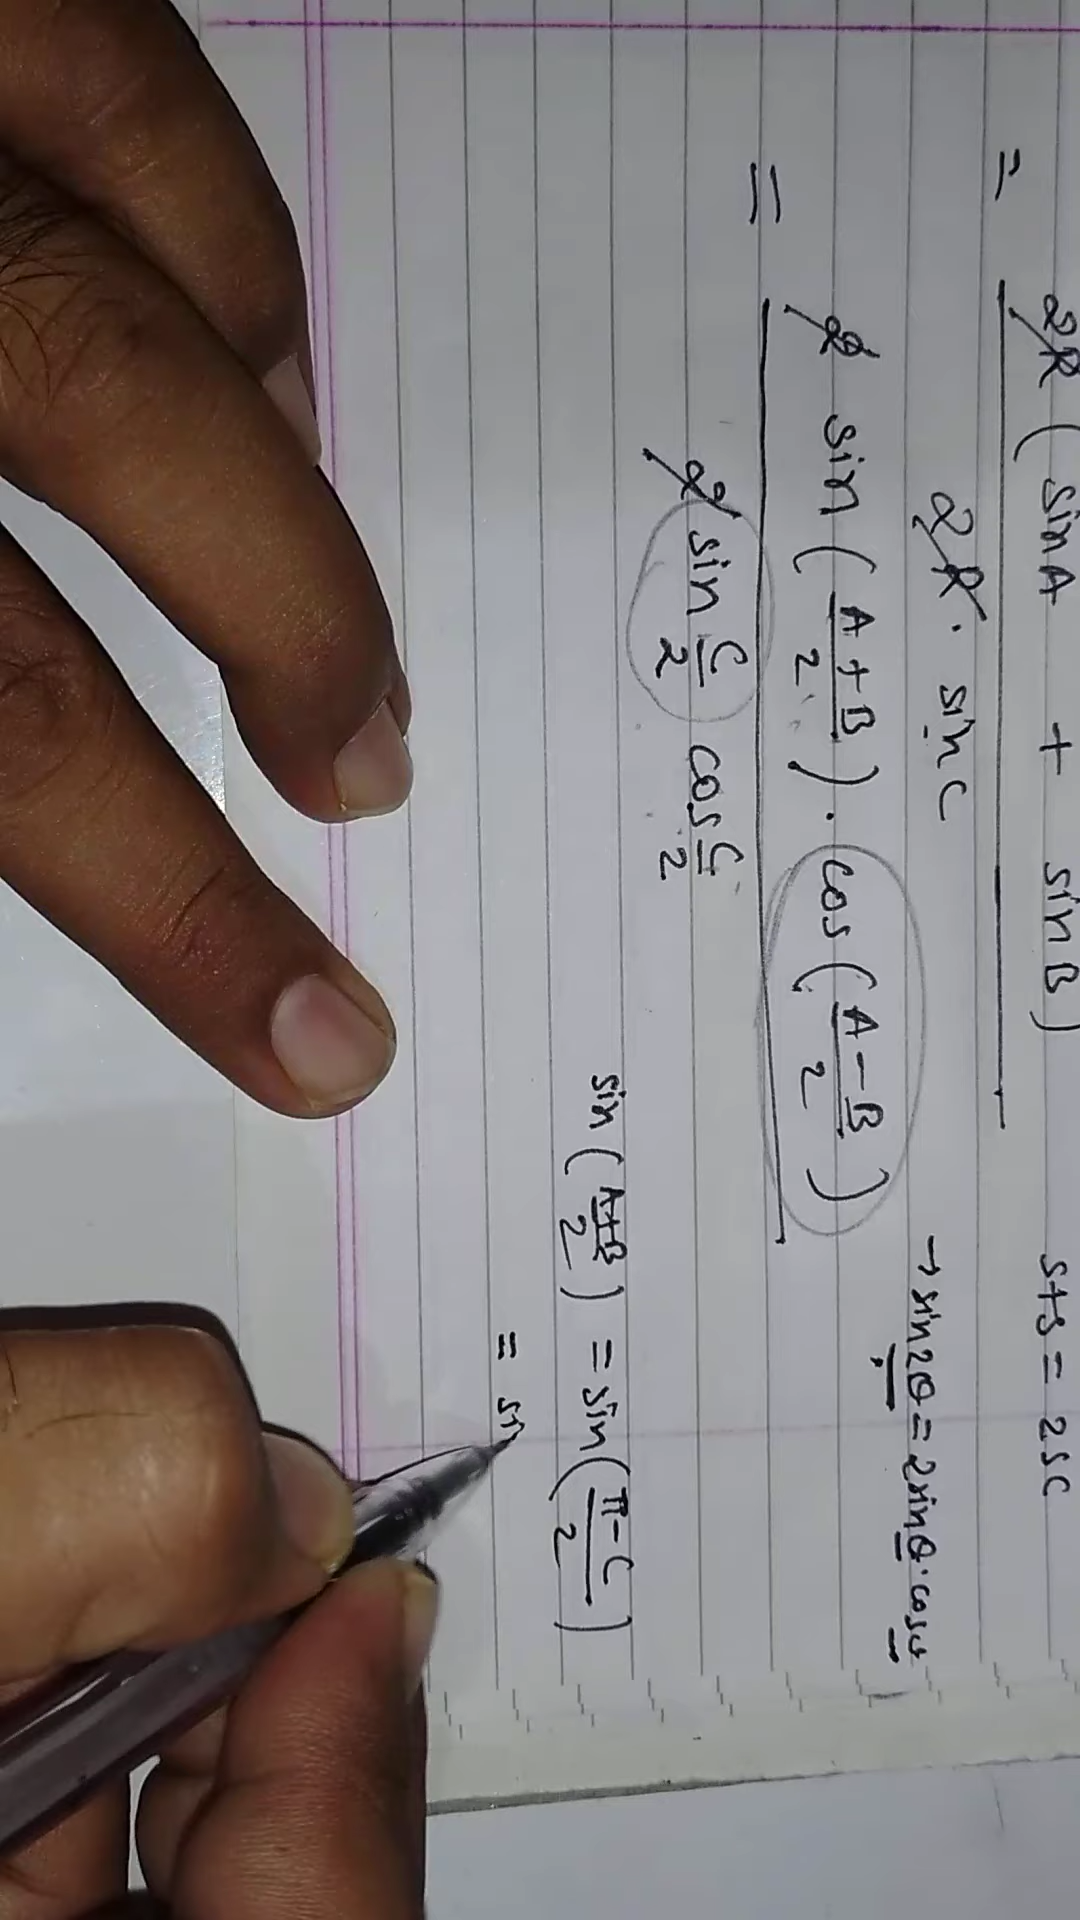 = 2R ( sinA + sinB ) S+S = 2SC
2R . sinC
→ sin2θ = 2sinθ.cosθ
= 2 sin ( A+B / 2 ) . cos ( A-B / 2 )
2 sin C/2 cos C/2
sin ( A+B / 2 ) = sin ( π-C / 2 )
= sin